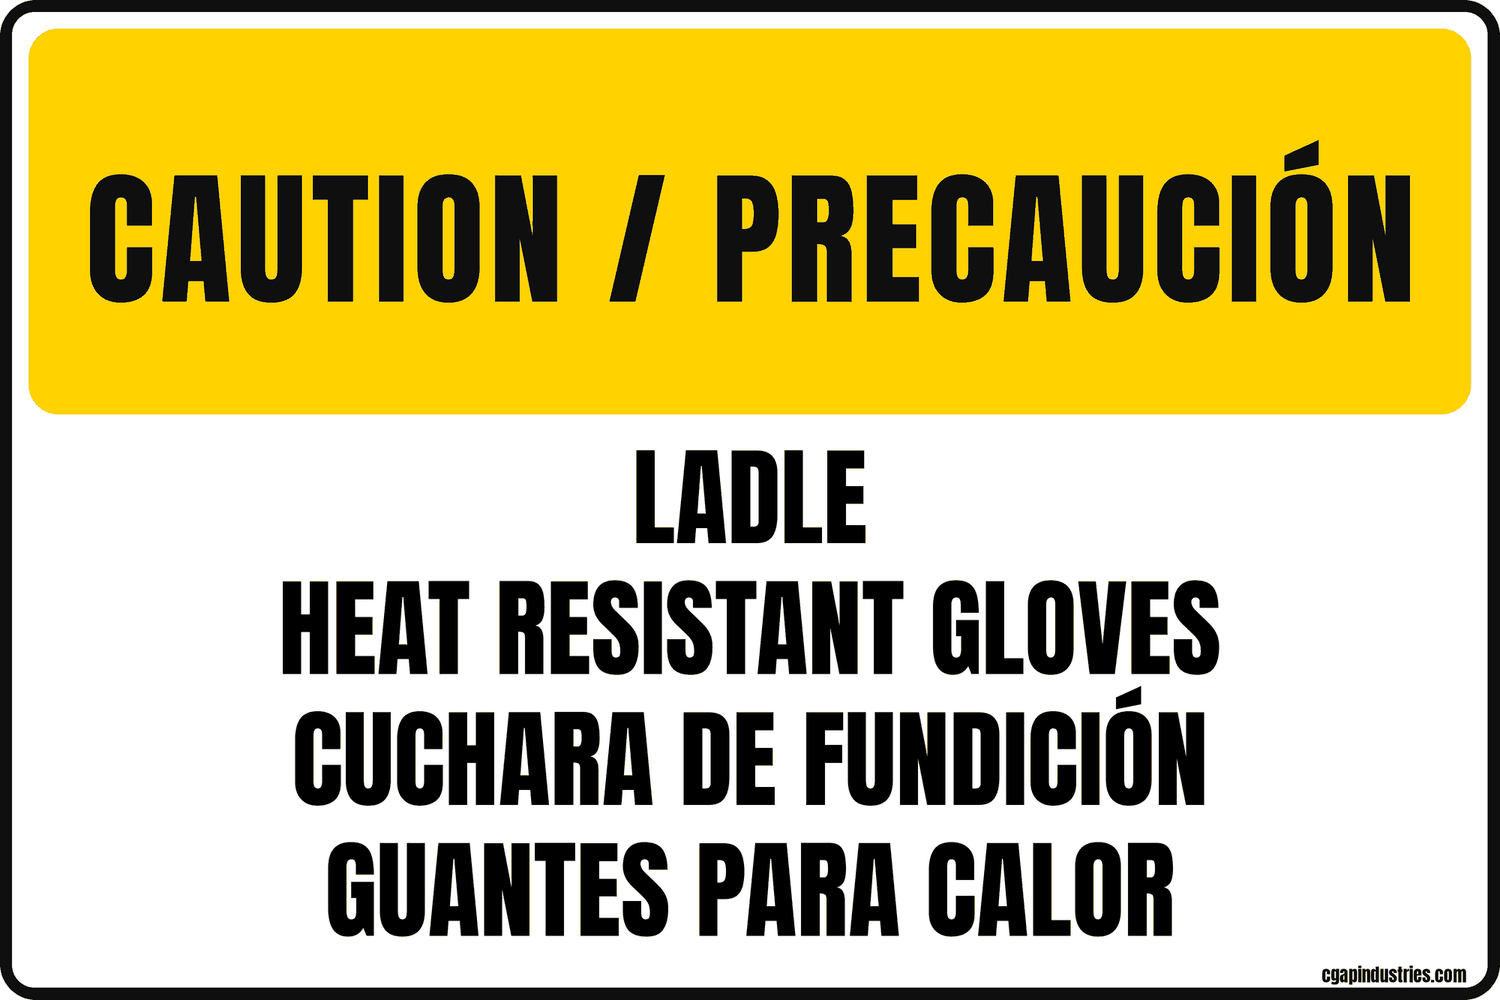 CAUTION / PRECAUCIÓN
LADLE
HEAT RESISTANT GLOVES
CUCHARA DE FUNDICIÓN
GUANTES PARA CALOR
cgapindustries.com